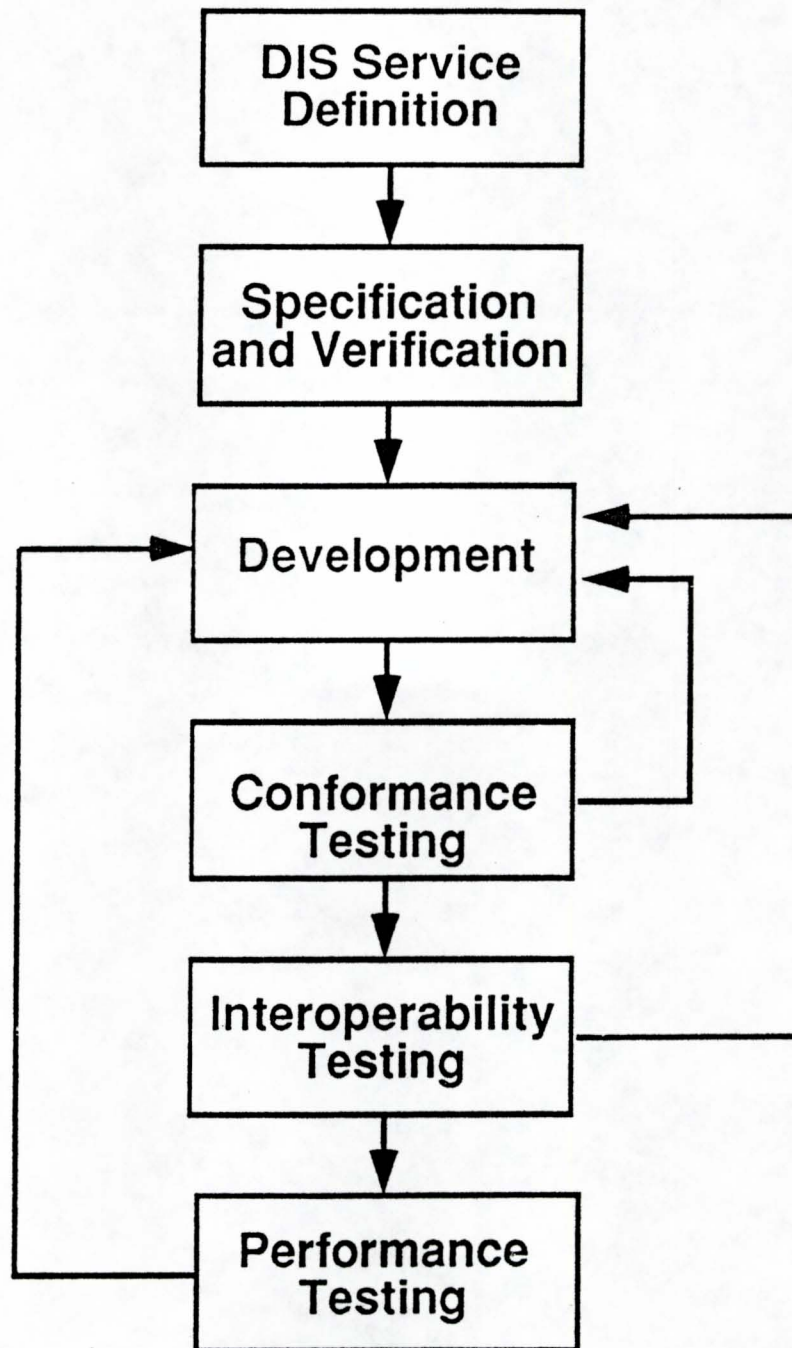 DIS Service
Definition
Specification
and Verification
Development
Conformance
Testing
Interoperability
Testing
Performance
Testing